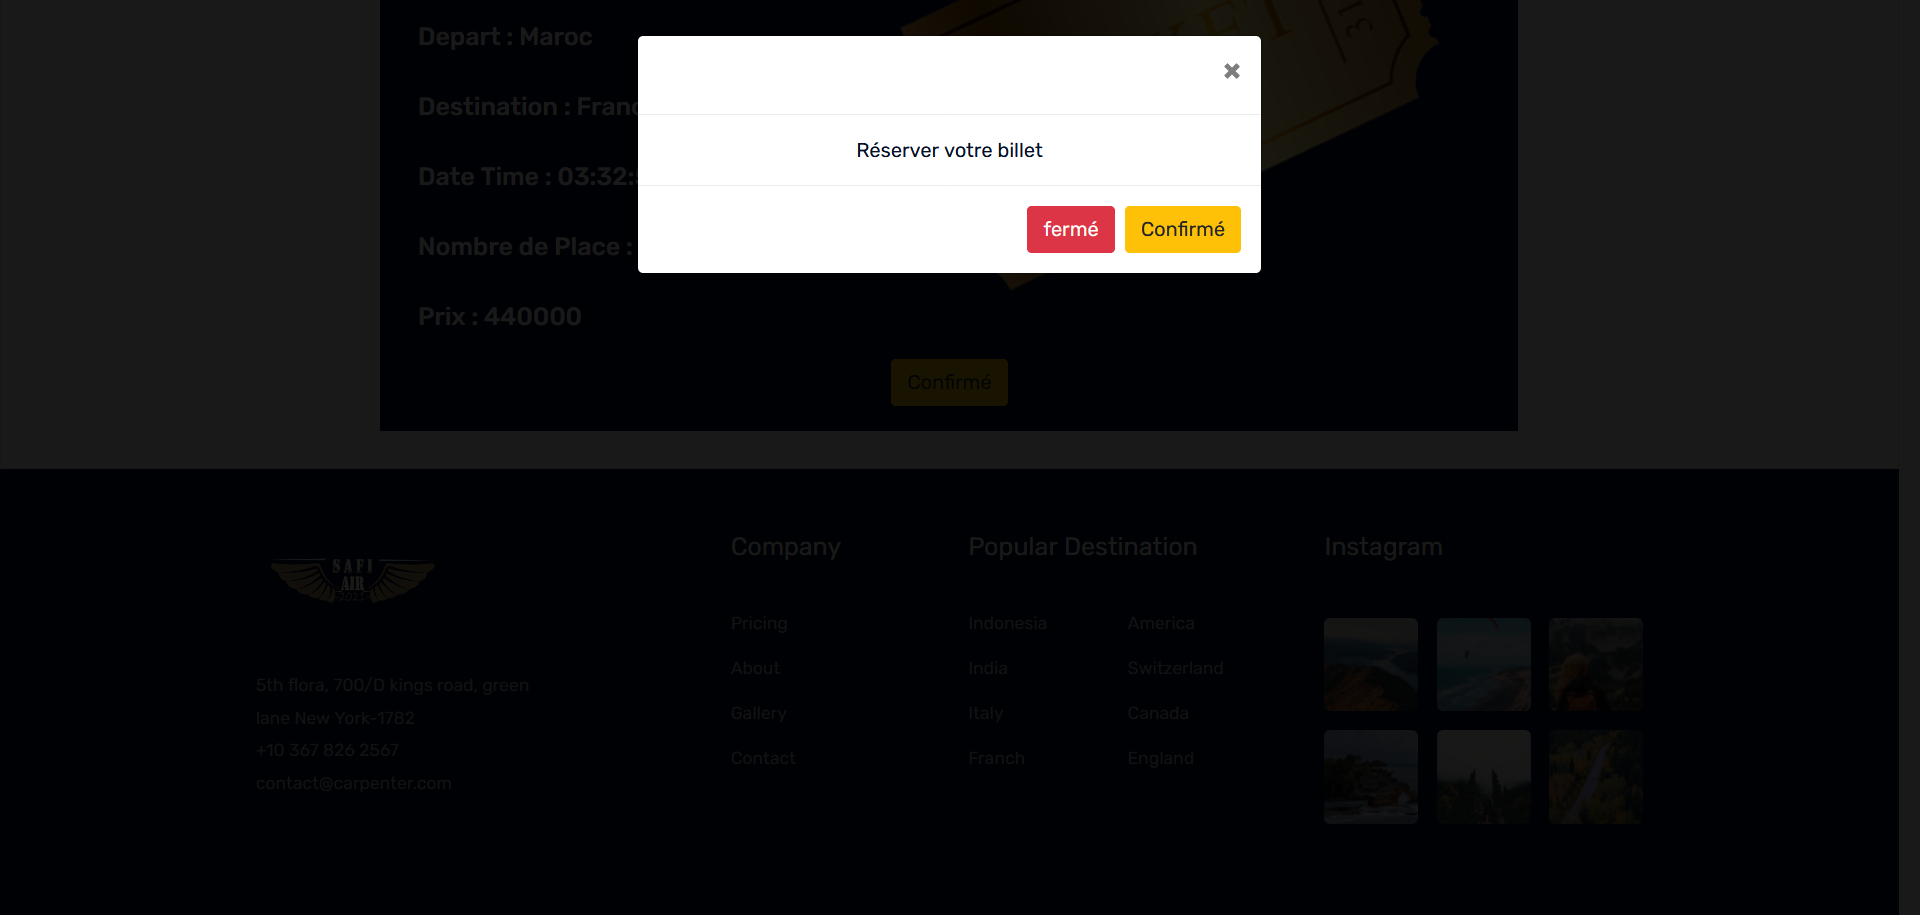 Depart : Maroc
Destination : Franc
Date Time : 03:32:
Nombre de Place :
Prix : 440000
Confirmé
×
Réserver votre billet
fermé
Confirmé
SAFI
AIR
2021
5th flora, 700/D kings road, green
lane New York-1782
+10 367 826 2567
contact@carpenter.com
Company
Pricing
About
Gallery
Contact
Popular Destination
Indonesia
America
India
Switzerland
Italy
Canada
Franch
England
Instagram